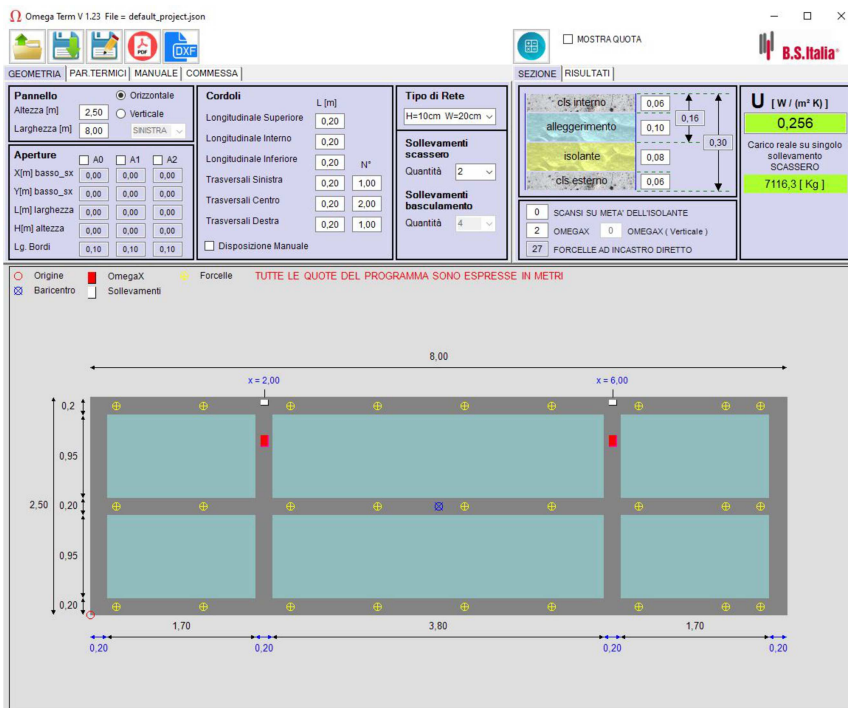 Omega Term V 1.23 File = default_project.json
PDF
DXF
MOSTRA QUOTA
B.S.Italia
GEOMETRIA PAR.TERMICI MANUALE COMMESSA
SEZIONE RISULTATI
Pannello
Orizzontale
Altezza [m] 2,50
Verticale
Larghezza [m] 8,00 SINISTRA
Aperture A0 A1 A2
X[m] basso_sx 0,00 0,00 0,00
Y[m] basso_sx 0,00 0,00 0,00
L[m] larghezza 0,00 0,00 0,00
H[m] altezza 0,00 0,00 0,00
Lg. Bordi 0,10 0,10 0,10
Cordoli
L [m]
Longitudinale Superiore 0,20
Longitudinale Interno 0,20
Longitudinale Inferiore 0,20
N°
Trasversali Sinistra 0,20 1,00
Trasversali Centro 0,20 2,00
Trasversali Destra 0,20 1,00
Disposizione Manuale
Tipo di Rete
H=10cm W=20cm
Sollevamenti
scassero
Quantità 2
Sollevamenti
basculamento
Quantità 4
cls interno 0,06
alleggerimento 0,10
isolante 0,08
cls esterno 0,06
0,16
0,30
0 SCANSI SU META' DELL'ISOLANTE
2 OMEGAX 0 OMEGAX ( Verticale )
27 FORCELLE AD INCASTRO DIRETTO
U [ W / (m² K) ]
0,256
Carico reale su singolo
sollevamento
SCASSERO
7116,3 [ Kg ]
Origine OmegaX Forcelle TUTTE LE QUOTE DEL PROGRAMMA SONO ESPRESSE IN METRI
Baricentro Sollevamenti
8,00
x = 2,00 x = 6,00
0,2
0,95
2,50 0,20
0,95
0,20
1,70 3,80 1,70
0,20 0,20 0,20 0,20